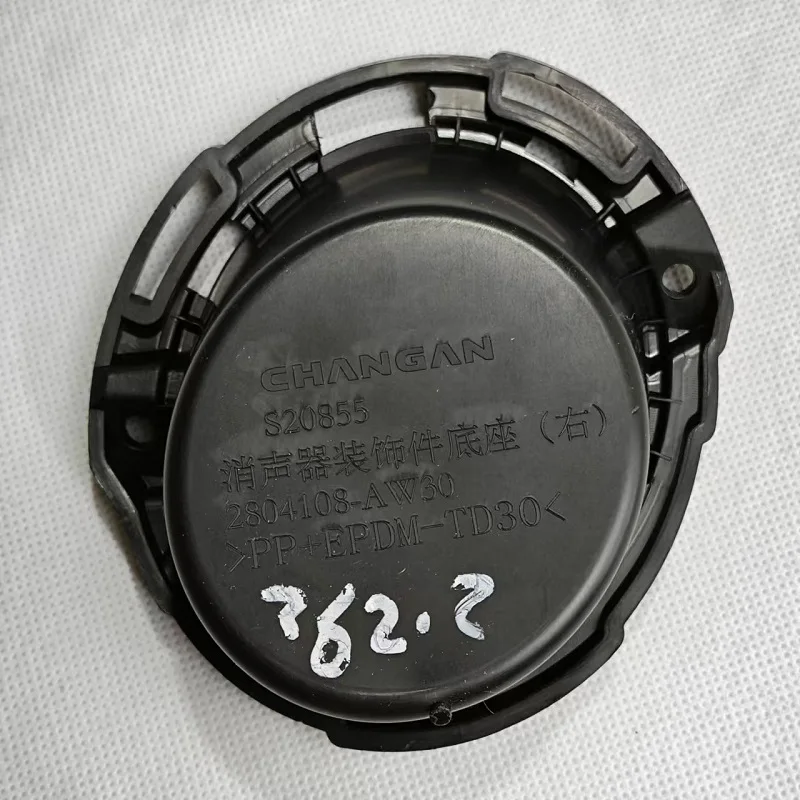 CHANGAN
S20855
消声器装饰件底座（右）
2804108-AW30
>PP+EPDM-TD30<
762.2